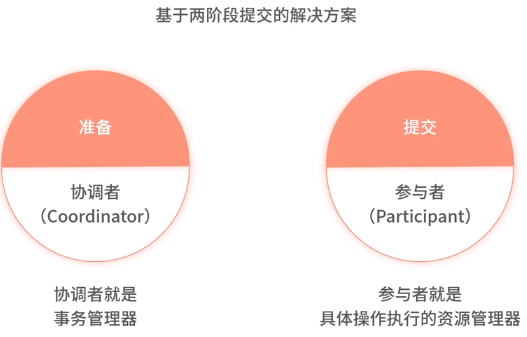 基于两阶段提交的解决方案
准备
协调者
（Coordinator）
协调者就是
事务管理器
提交
参与者
（Participant）
参与者就是
具体操作执行的资源管理器